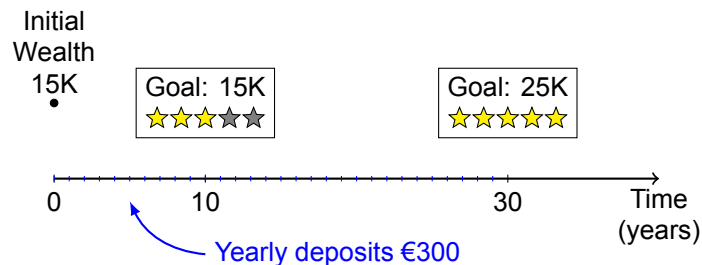 Initial
Wealth
15K
Goal: 15K
Goal: 25K
0
10
30
Time
(years)
Yearly deposits €300